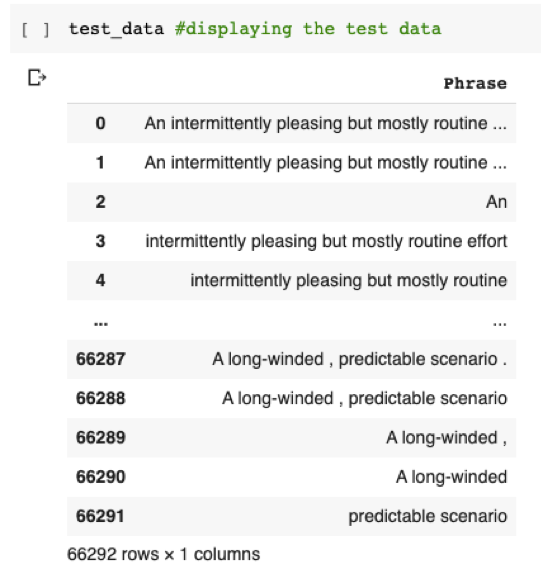 [ ] test_data #displaying the test data
Phrase
0 An intermittently pleasing but mostly routine ...
1 An intermittently pleasing but mostly routine ...
2 An
3 intermittently pleasing but mostly routine effort
4 intermittently pleasing but mostly routine
... ...
66287 A long-winded , predictable scenario .
66288 A long-winded , predictable scenario
66289 A long-winded ,
66290 A long-winded
66291 predictable scenario
66292 rows × 1 columns